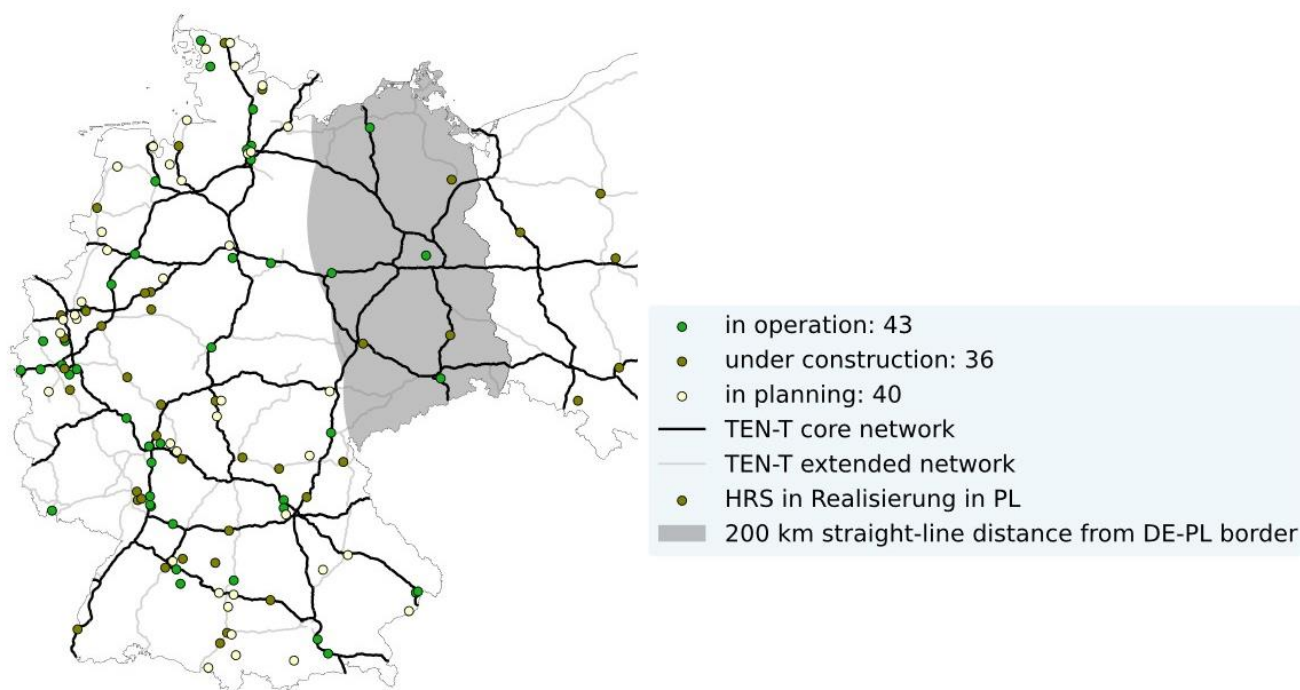 in operation: 43
under construction: 36
in planning: 40
TEN-T core network
TEN-T extended network
HRS in Realisierung in PL
200 km straight-line distance from DE-PL border